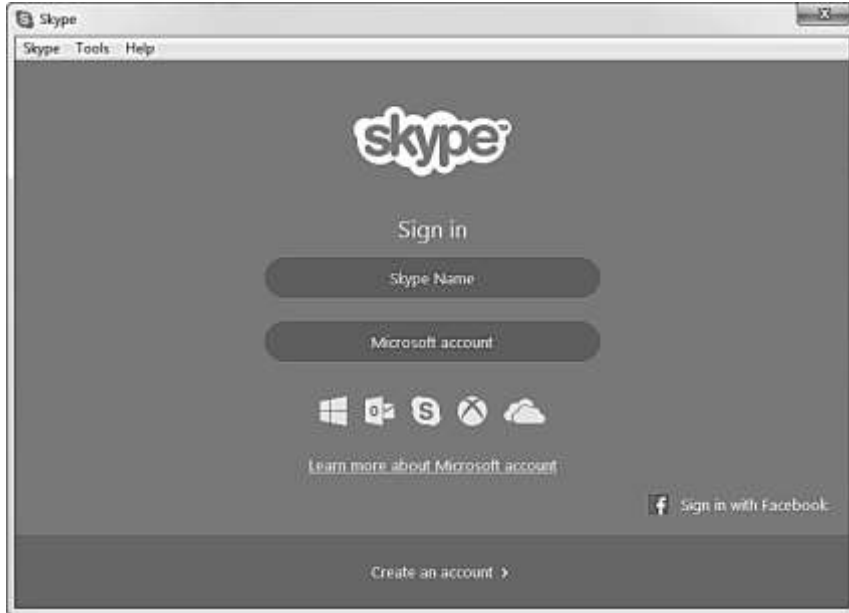 Skype
Skype Tools Help
skype™
Sign in
Skype Name
Microsoft account
Learn more about Microsoft account
Sign in with Facebook
Create an account >